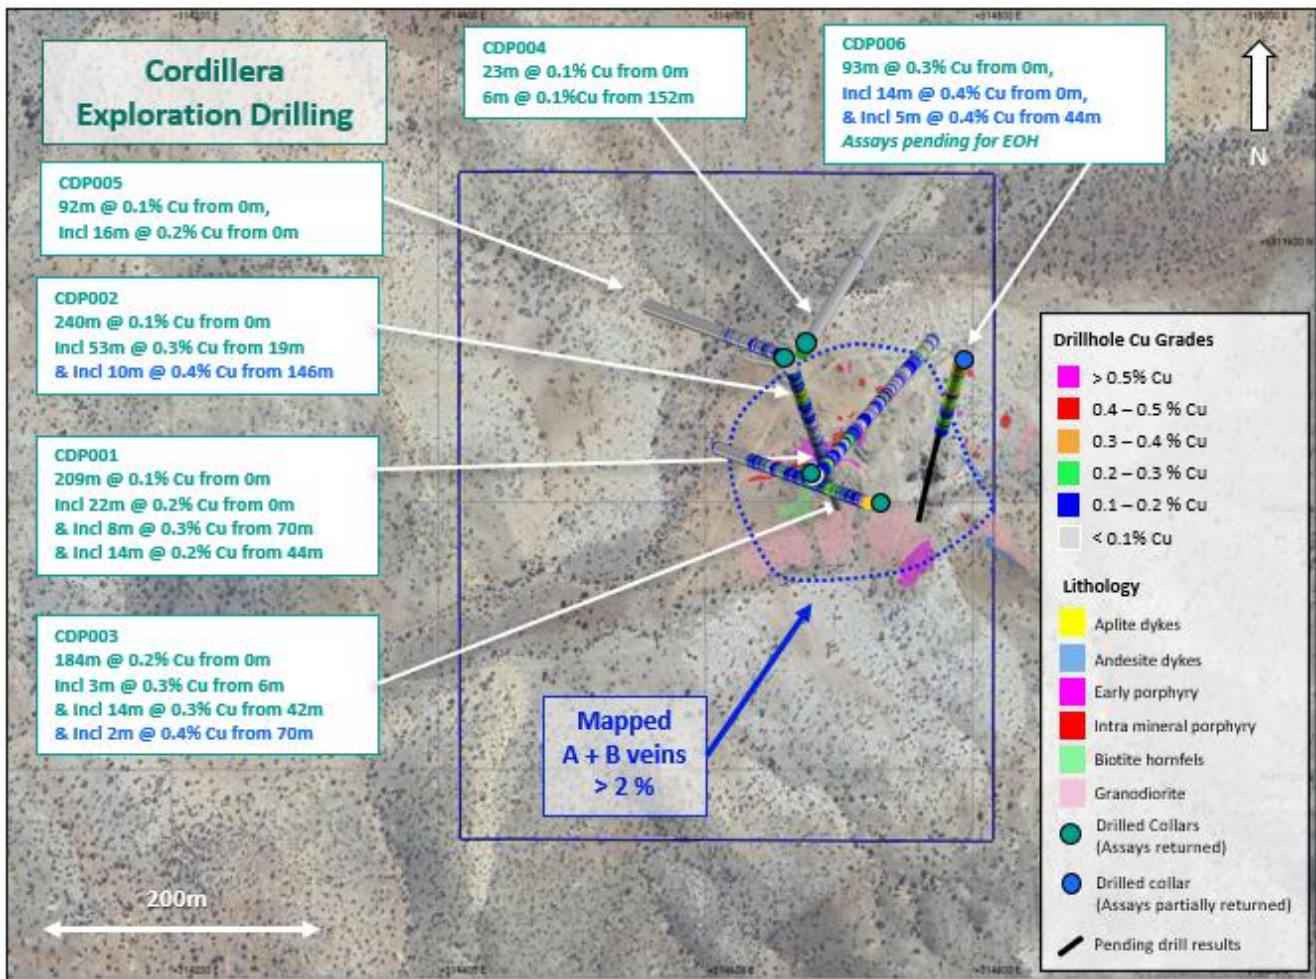 +314200 E
+314400 E
+314600 E
+314800 E
Cordillera
Exploration Drilling
CDP004
23m @ 0.1% Cu from 0m
6m @ 0.1%Cu from 152m
CDP006
93m @ 0.3% Cu from 0m,
Incl 14m @ 0.4% Cu from 0m,
& Incl 5m @ 0.4% Cu from 44m
Assays pending for EOH
N
CDP005
92m @ 0.1% Cu from 0m,
Incl 16m @ 0.2% Cu from 0m
CDP002
240m @ 0.1% Cu from 0m
Incl 53m @ 0.3% Cu from 19m
& Incl 10m @ 0.4% Cu from 146m
CDP001
209m @ 0.1% Cu from 0m
Incl 22m @ 0.2% Cu from 0m
& Incl 8m @ 0.3% Cu from 70m
& Incl 14m @ 0.2% Cu from 44m
CDP003
184m @ 0.2% Cu from 0m
Incl 3m @ 0.3% Cu from 6m
& Incl 14m @ 0.3% Cu from 42m
& Incl 2m @ 0.4% Cu from 70m
Mapped
A + B veins
> 2 %
200m
Drillhole Cu Grades
> 0.5% Cu
0.4 – 0.5 % Cu
0.3 – 0.4 % Cu
0.2 – 0.3 % Cu
0.1 – 0.2 % Cu
< 0.1% Cu
Lithology
Aplite dykes
Andesite dykes
Early porphyry
Intra mineral porphyry
Biotite hornfels
Granodiorite
Drilled Collars
(Assays returned)
Drilled collar
(Assays partially returned)
Pending drill results
+314200 E
+314400 E
+314600 E
+314800 E